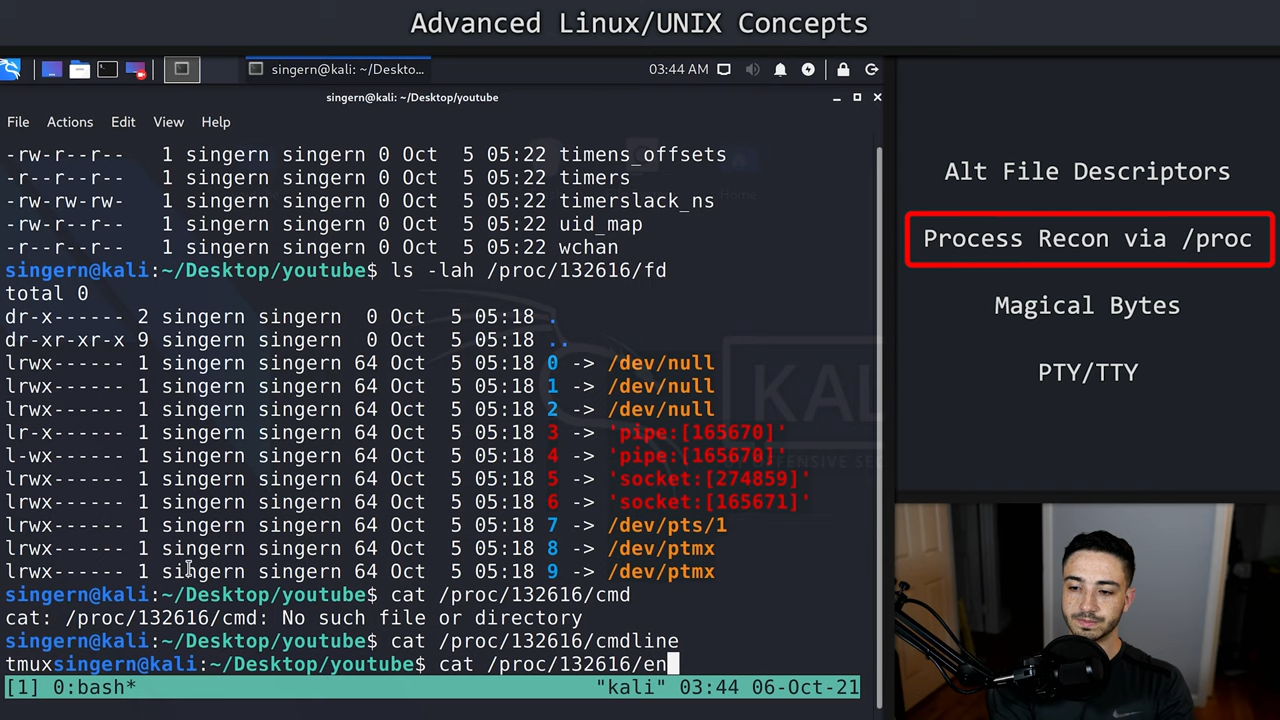 Advanced Linux/UNIX Concepts
singern@kali: ~/Deskto...
03:44 AM
singern@kali: ~/Desktop/youtube
File Actions Edit View Help
-rw-r--r-- 1 singern singern 0 Oct 5 05:22 timens_offsets
-r--r--r-- 1 singern singern 0 Oct 5 05:22 timers
-rw-rw-rw- 1 singern singern 0 Oct 5 05:22 timerslack_ns
-rw-r--r-- 1 singern singern 0 Oct 5 05:22 uid_map
-r--r--r-- 1 singern singern 0 Oct 5 05:22 wchan
singern@kali:~/Desktop/youtube$ ls -lah /proc/132616/fd
total 0
dr-x------ 2 singern singern 0 Oct 5 05:18 .
dr-xr-xr-x 9 singern singern 0 Oct 5 05:18 ..
lrwx------ 1 singern singern 64 Oct 5 05:18 0 -> /dev/null
lrwx------ 1 singern singern 64 Oct 5 05:18 1 -> /dev/null
lrwx------ 1 singern singern 64 Oct 5 05:18 2 -> /dev/null
lr-x------ 1 singern singern 64 Oct 5 05:18 3 -> 'pipe:[165670]'
l-wx------ 1 singern singern 64 Oct 5 05:18 4 -> 'pipe:[165670]'
lrwx------ 1 singern singern 64 Oct 5 05:18 5 -> 'socket:[274859]'
lrwx------ 1 singern singern 64 Oct 5 05:18 6 -> 'socket:[165671]'
lrwx------ 1 singern singern 64 Oct 5 05:18 7 -> /dev/pts/1
lrwx------ 1 singern singern 64 Oct 5 05:18 8 -> /dev/ptmx
lrwx------ 1 singern singern 64 Oct 5 05:18 9 -> /dev/ptmx
singern@kali:~/Desktop/youtube$ cat /proc/132616/cmd
cat: /proc/132616/cmd: No such file or directory
singern@kali:~/Desktop/youtube$ cat /proc/132616/cmdline
tmuxsingern@kali:~/Desktop/youtube$ cat /proc/132616/en
[1] 0:bash* "kali" 03:44 06-Oct-21
Home
KALI
Alt File Descriptors
Process Recon via /proc
Magical Bytes
PTY/TTY